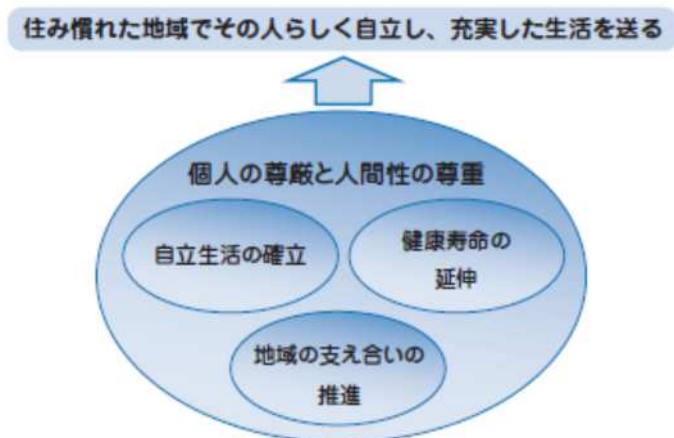 住み慣れた地域でその人らしく自立し、充実した生活を送る
個人の尊厳と人間性の尊重
自立生活の確立
健康寿命の
延伸
地域の支え合いの
推進